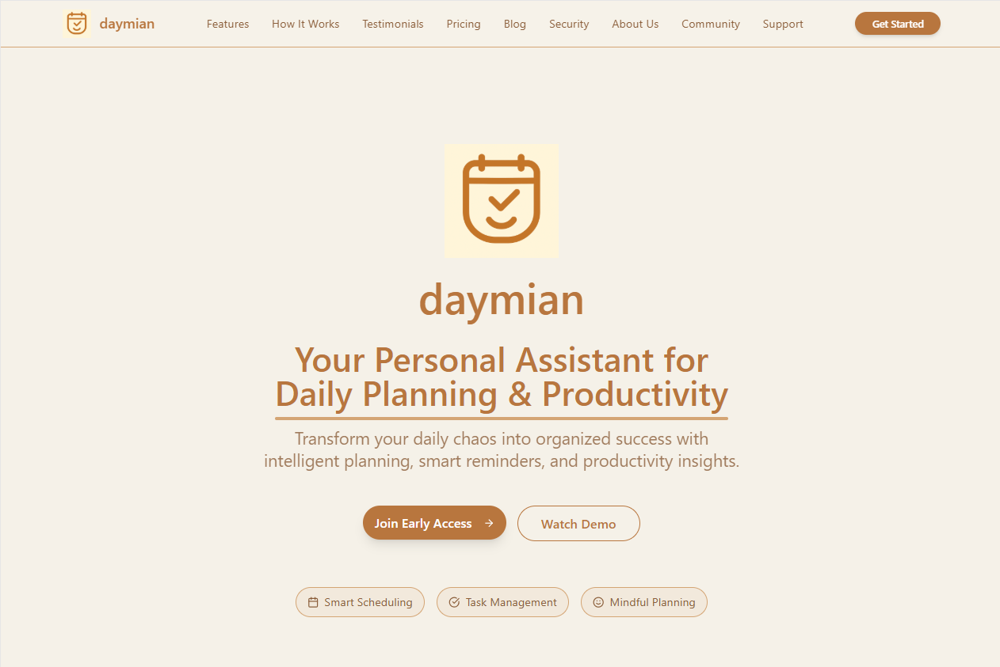 daymian
Features How It Works Testimonials Pricing Blog Security About Us Community Support
Get Started
daymian
Your Personal Assistant for
Daily Planning & Productivity
Transform your daily chaos into organized success with
intelligent planning, smart reminders, and productivity insights.
Join Early Access →
Watch Demo
Smart Scheduling
Task Management
Mindful Planning